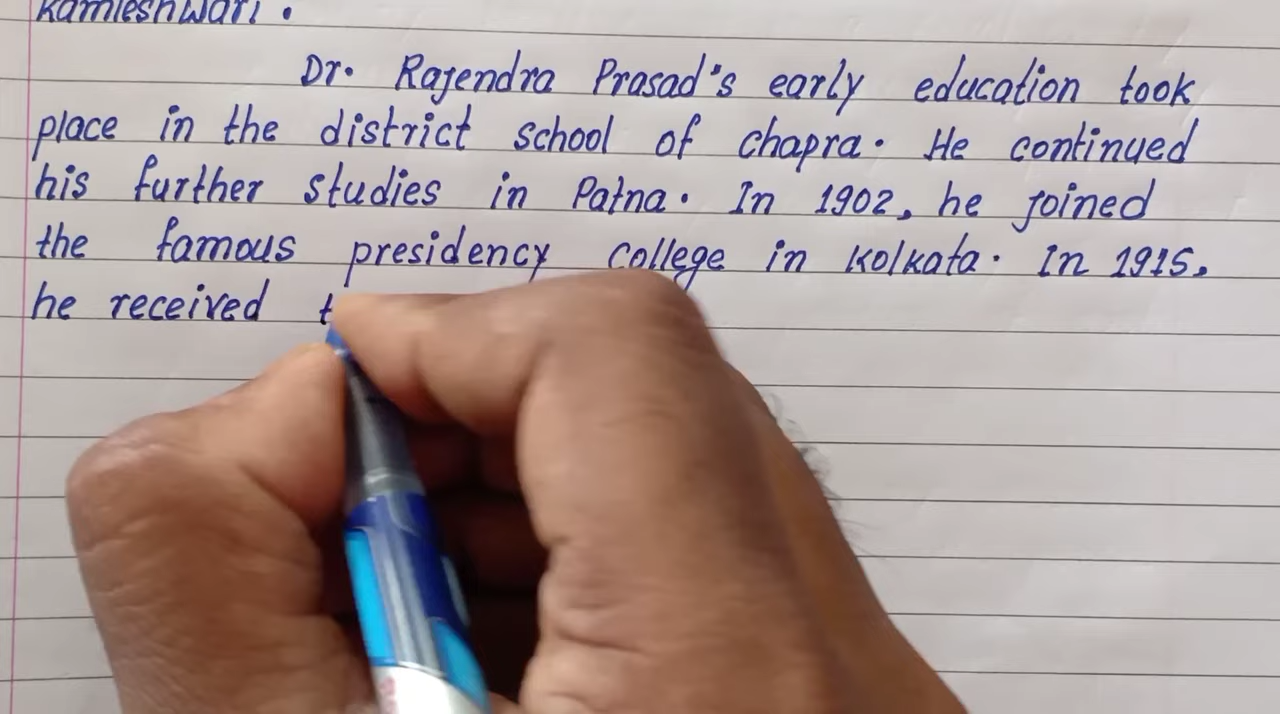 Kamleshwari.
Dr. Rajendra Prasad's early education took
place in the district school of chapra. He continued
his further studies in Patna. In 1902, he joined
the famous presidency college in Kolkata. In 1915,
he received t